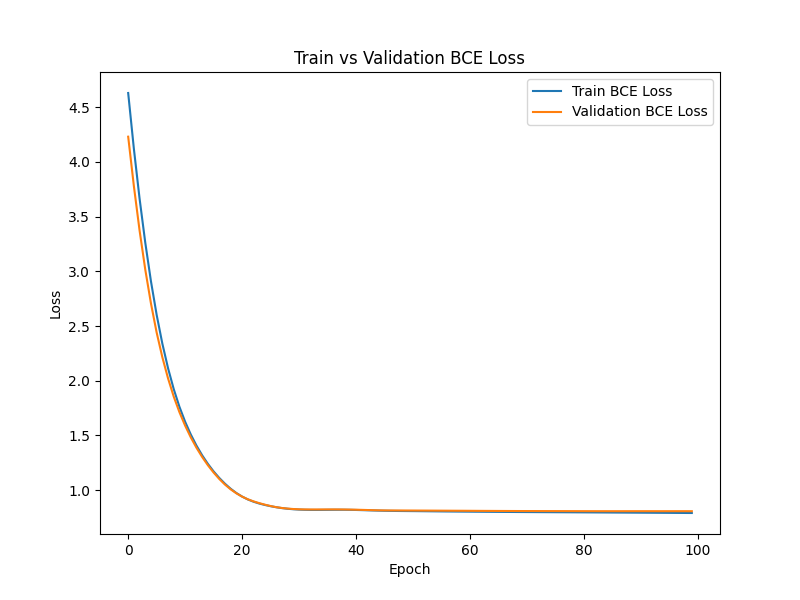 Train vs Validation BCE Loss
Train BCE Loss
Validation BCE Loss
4.5
4.0
3.5
3.0
2.5
2.0
1.5
1.0
Loss
0 20 40 60 80 100
Epoch